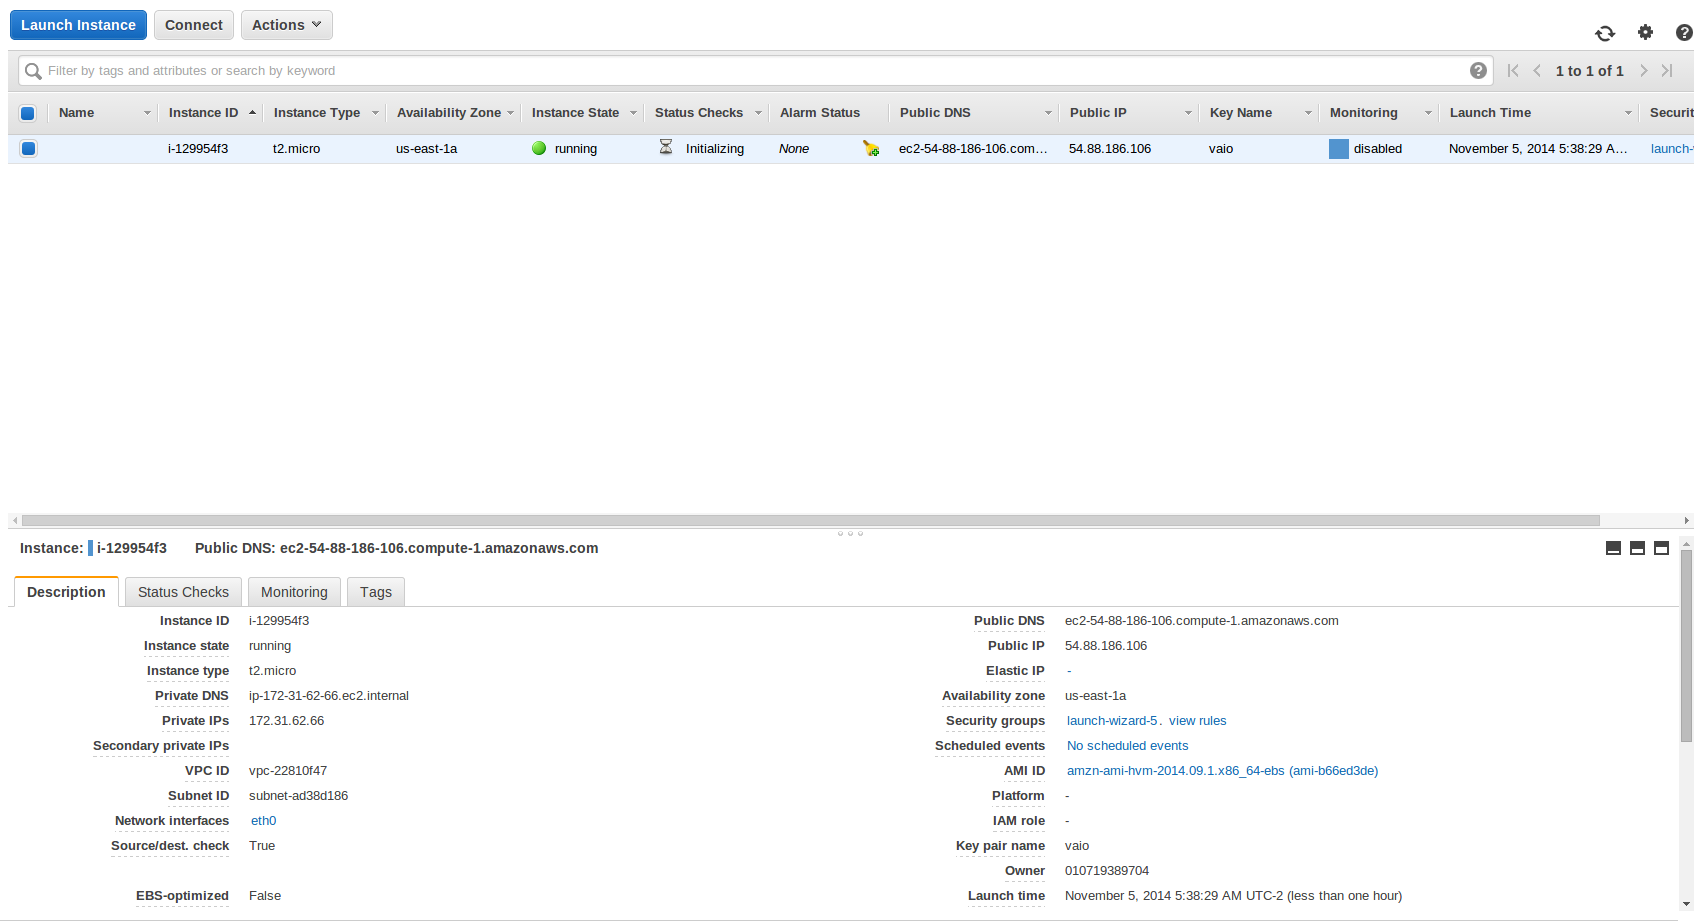 Launch Instance Connect Actions
Filter by tags and attributes or search by keyword 1 to 1 of 1
Name Instance ID Instance Type Availability Zone Instance State Status Checks Alarm Status Public DNS Public IP Key Name Monitoring Launch Time Securit
i-129954f3 t2.micro us-east-1a running Initializing None ec2-54-88-186-106.com… 54.88.186.106 vaio disabled November 5, 2014 5:38:29 A… launch-
Instance: i-129954f3 Public DNS: ec2-54-88-186-106.compute-1.amazonaws.com
Description Status Checks Monitoring Tags
Instance ID i-129954f3 Public DNS ec2-54-88-186-106.compute-1.amazonaws.com
Instance state running Public IP 54.88.186.106
Instance type t2.micro Elastic IP -
Private DNS ip-172-31-62-66.ec2.internal Availability zone us-east-1a
Private IPs 172.31.62.66 Security groups launch-wizard-5. view rules
Secondary private IPs Scheduled events No scheduled events
VPC ID vpc-22810f47 AMI ID amzn-ami-hvm-2014.09.1.x86_64-ebs (ami-b66ed3de)
Subnet ID subnet-ad38d186 Platform -
Network interfaces eth0 IAM role -
Source/dest. check True Key pair name vaio
Owner 010719389704
EBS-optimized False Launch time November 5, 2014 5:38:29 AM UTC-2 (less than one hour)